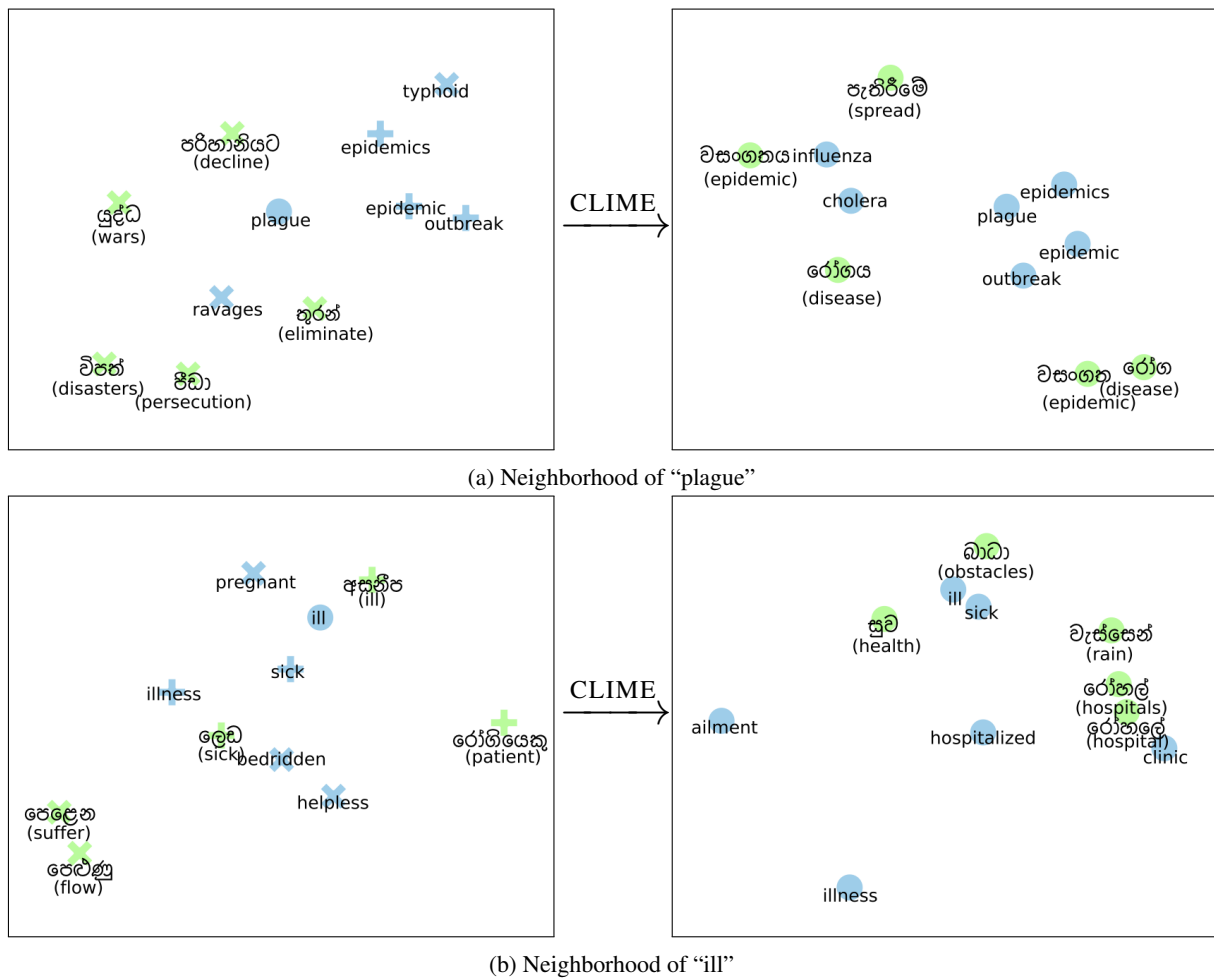 typhoid
පරිහානියට
(decline)
epidemics
යුද්ධ
(wars)
plague
epidemic
outbreak
ravages
තුරන්
(eliminate)
විපත්
(disasters)
පීඩා
(persecution)
CLIME
පැතිරීමේ
(spread)
වසංගතය
(epidemic)
influenza
cholera
epidemics
plague
epidemic
රෝගය
(disease)
outbreak
වසංගත
(epidemic)
රෝග
(disease)
(a) Neighborhood of “plague”
pregnant
අසනීප
(ill)
ill
sick
illness
ලෙඩ
(sick)
bedridden
රෝගියෙකු
(patient)
helpless
පෙළෙන
(suffer)
පෙළුණු
(flow)
CLIME
බාධා
(obstacles)
ill
sick
සුව
(health)
වැස්සෙන්
(rain)
රෝහල්
(hospitals)
රෝහලේ
(hospital)
ailment
hospitalized
clinic
illness
(b) Neighborhood of “ill”